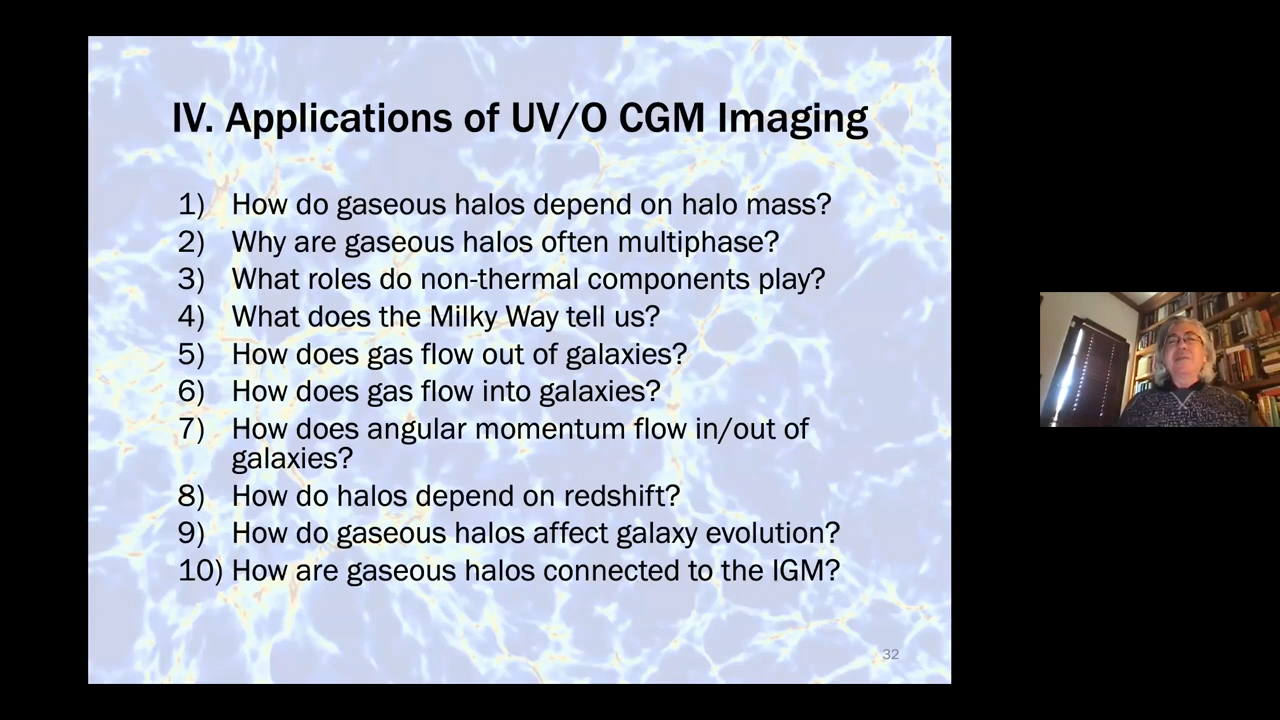 IV. Applications of UV/O CGM Imaging
1) How do gaseous halos depend on halo mass?
2) Why are gaseous halos often multiphase?
3) What roles do non-thermal components play?
4) What does the Milky Way tell us?
5) How does gas flow out of galaxies?
6) How does gas flow into galaxies?
7) How does angular momentum flow in/out of
galaxies?
8) How do halos depend on redshift?
9) How do gaseous halos affect galaxy evolution?
10) How are gaseous halos connected to the IGM?
32